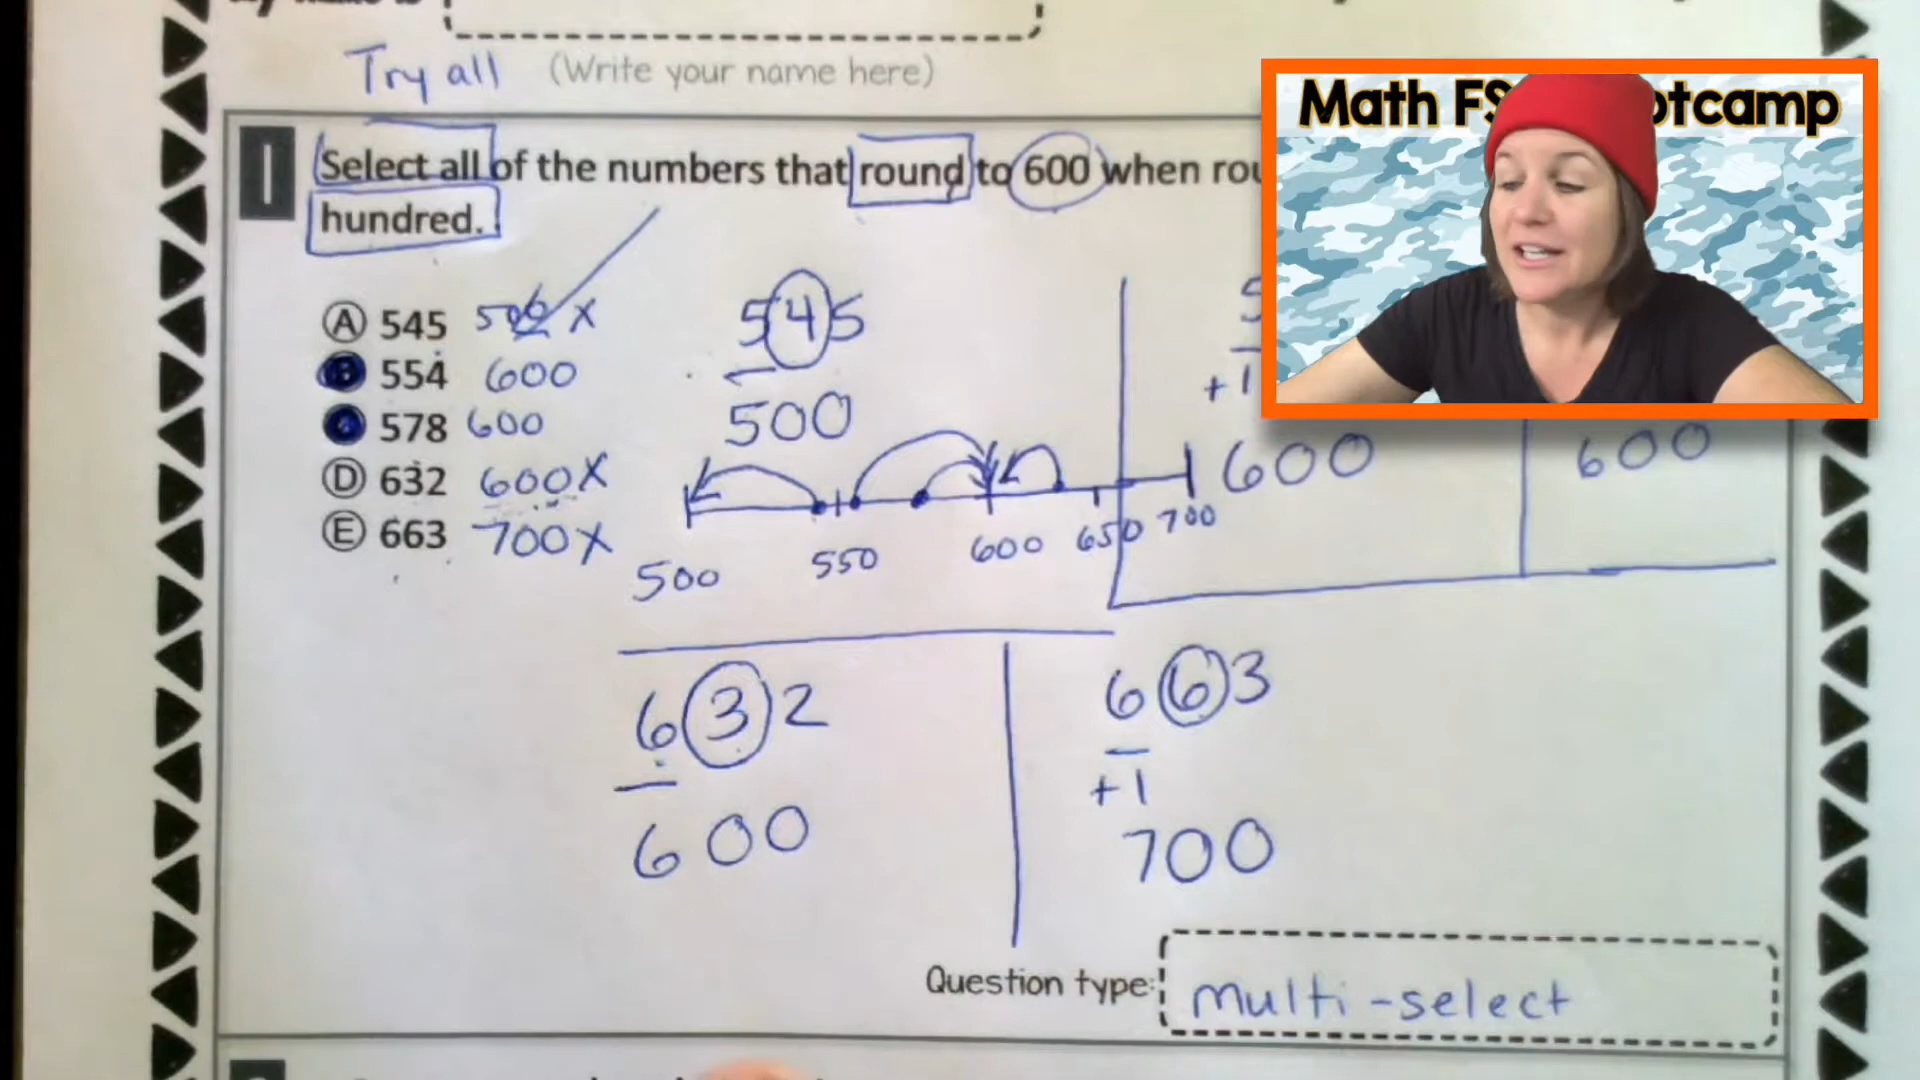 Try all (Write your name here)
Math FS otcamp
1 Select all of the numbers that round to 600 when rou
hundred.
A 545 500 X
B 554 600
C 578 600
D 632 600 X
E 663 700 X
545
500
+1
600
600
500 550 600 650 700
632
600
663
+1
700
Question type: multi-select